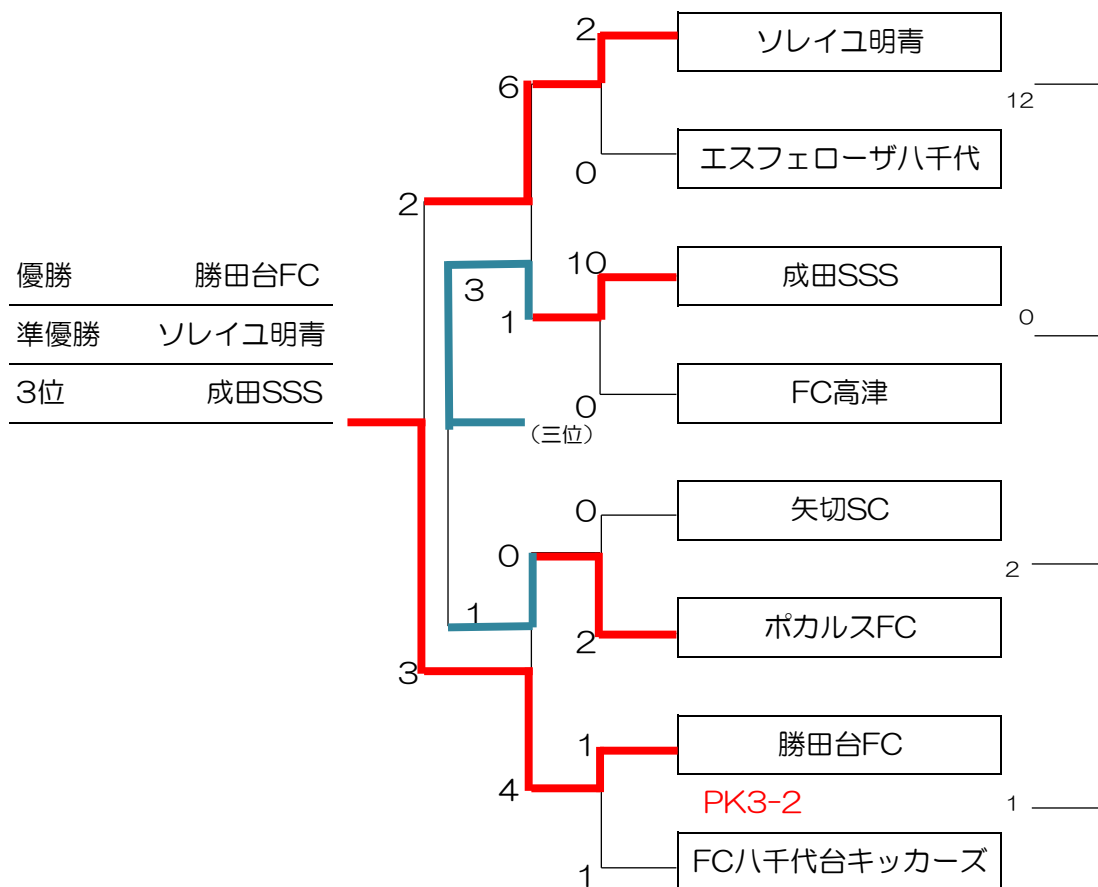 2
ソレイユ明青
6
12
0
エスフェローザ八千代
2
優勝 勝田台FC
10
成田SSS
3
1
0
準優勝 ソレイユ明青
3位 成田SSS
0
FC高津
(三位)
0
矢切SC
0
2
1
2
ポカルスFC
3
1
勝田台FC
4
PK3-2
1
1
FC八千代台キッカーズ